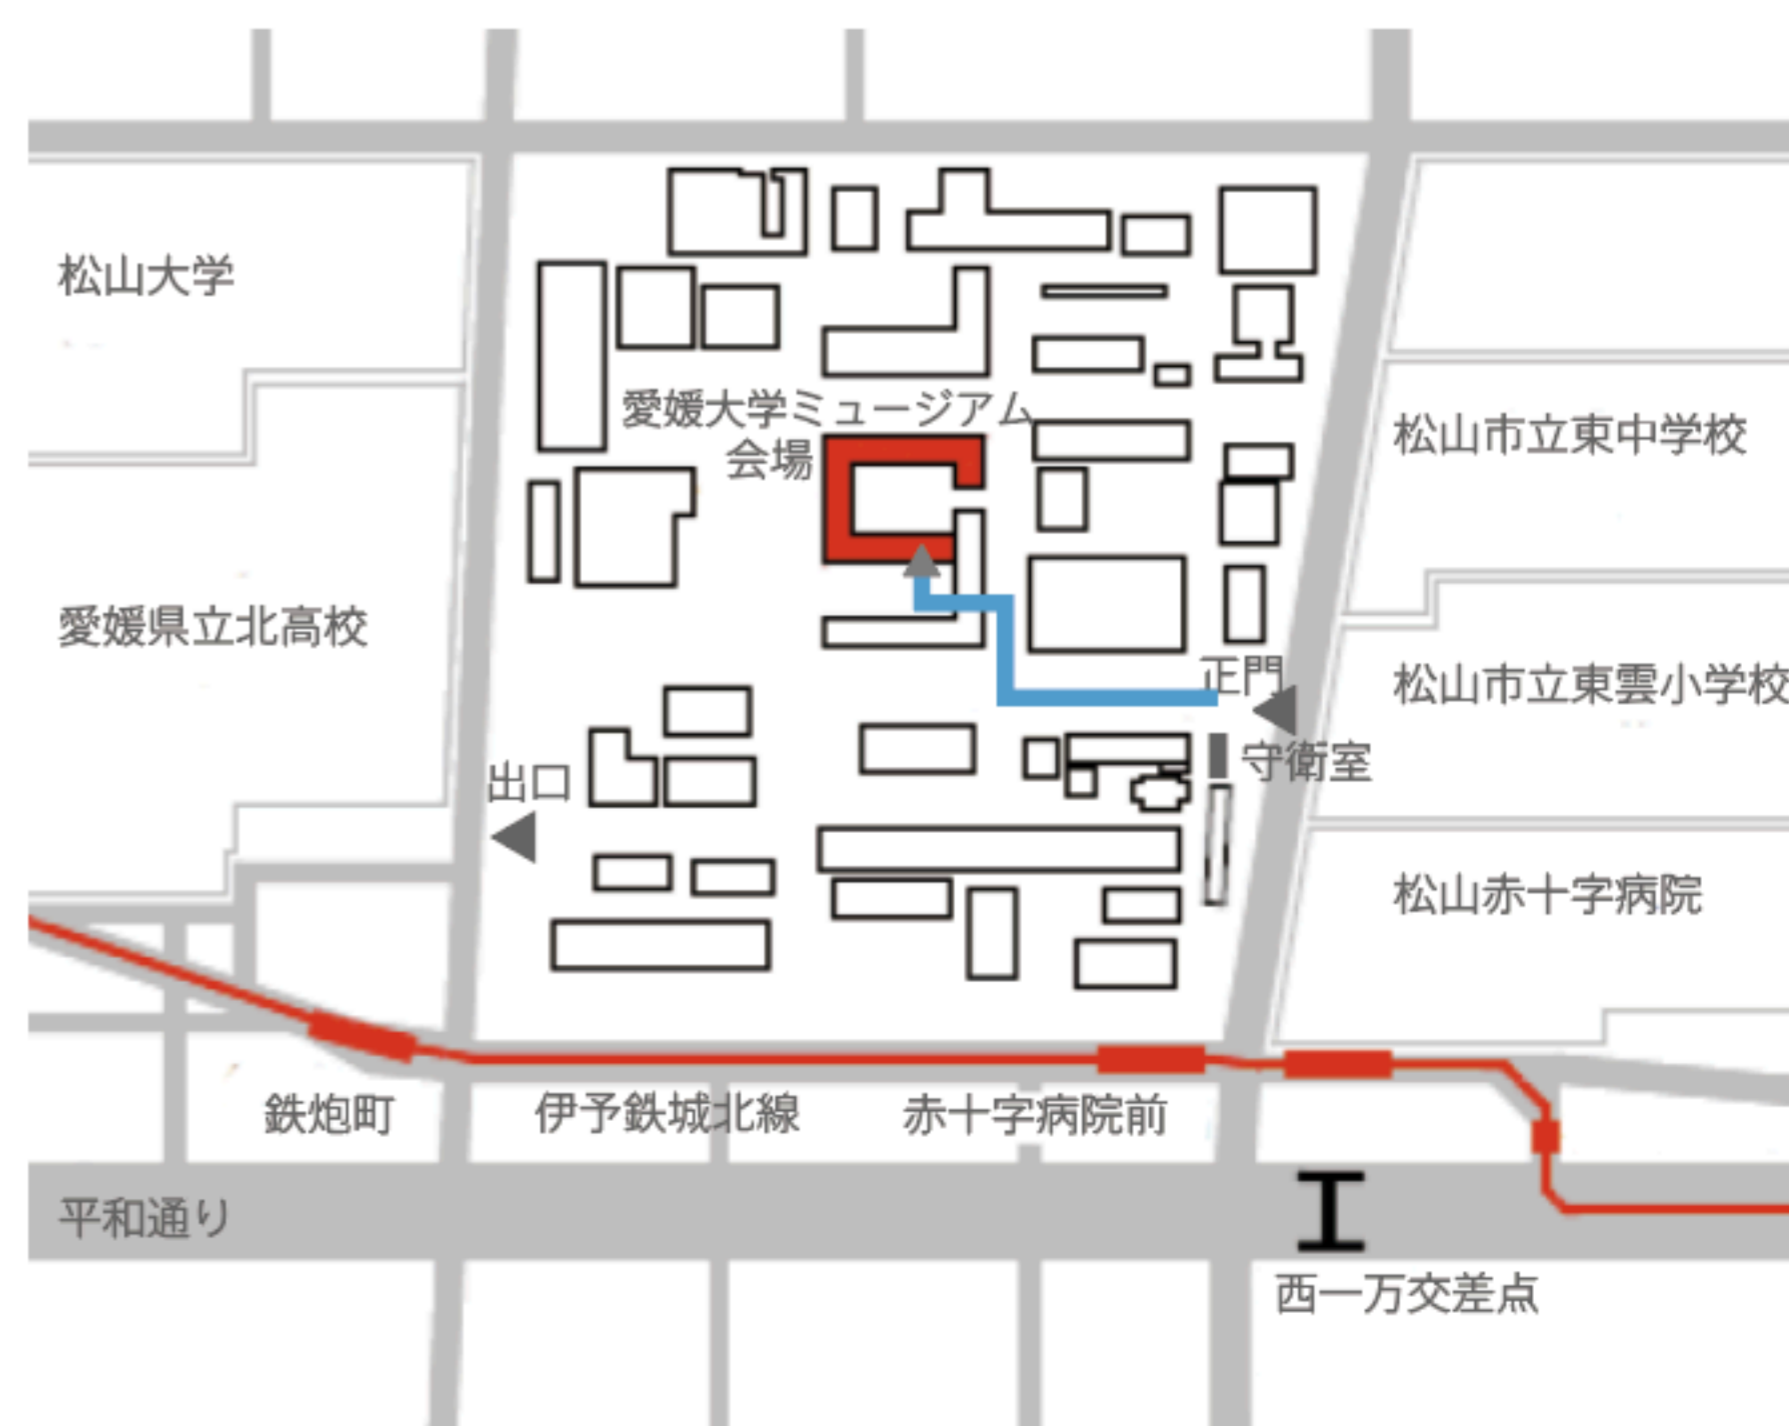 松山大学
愛媛大学ミュージアム
会場
松山市立東中学校
愛媛県立北高校
正門
松山市立東雲小学校
守衛室
出口
松山赤十字病院
鉄炮町
伊予鉄城北線
赤十字病院前
平和通り
西一万交差点